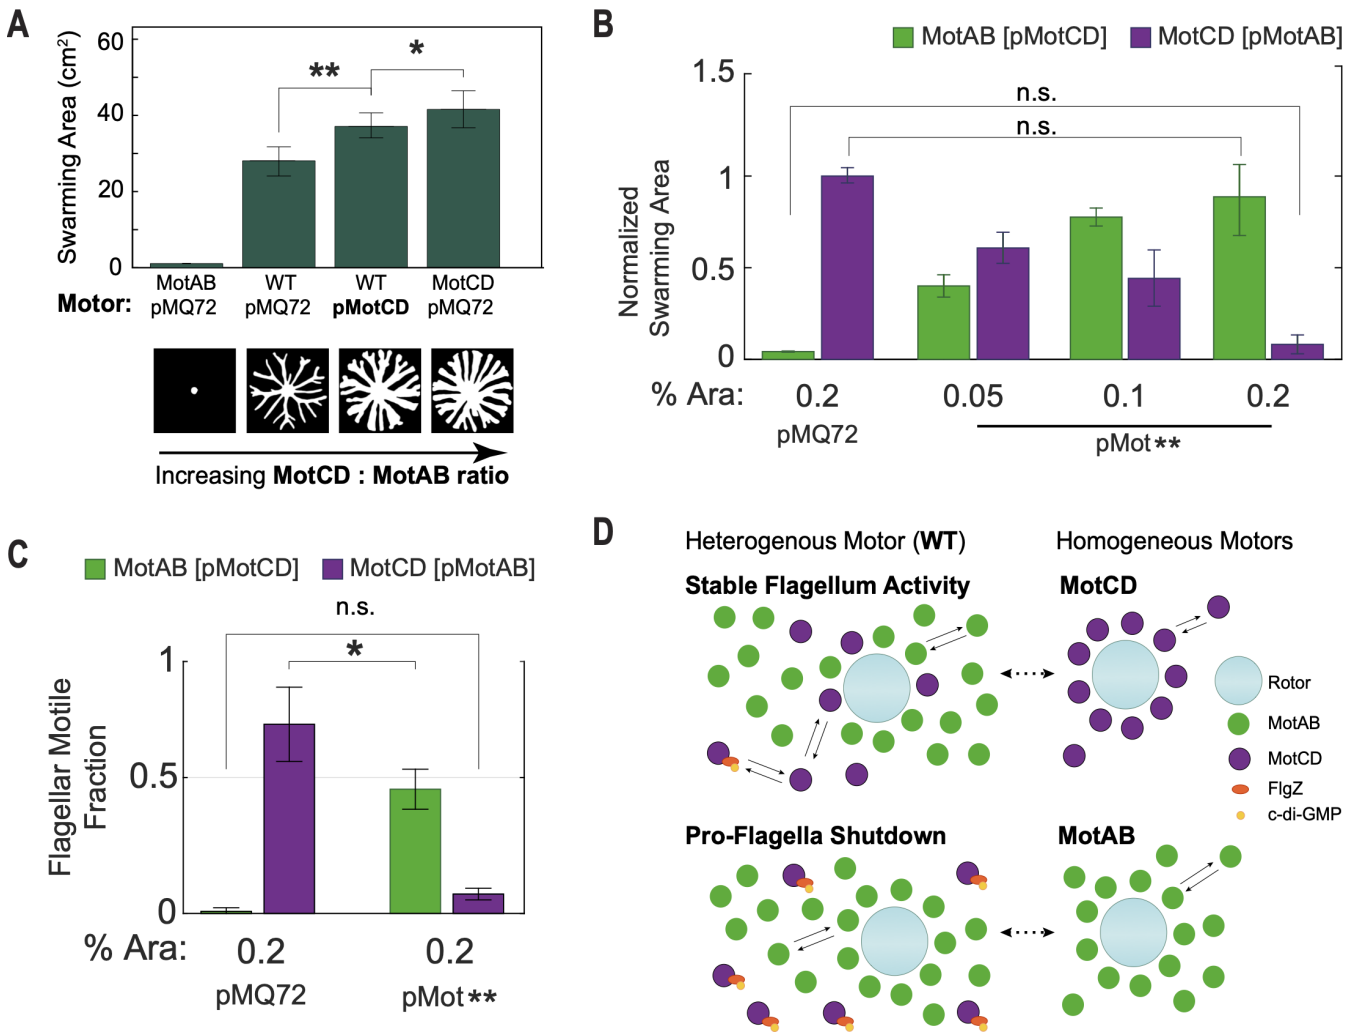 A
Swarming Area (cm²)
60
40
20
0
**
*
Motor:
MotAB
pMQ72
WT
pMQ72
WT
pMotCD
MotCD
pMQ72
Increasing MotCD : MotAB ratio
B
MotAB [pMotCD]
MotCD [pMotAB]
Normalized
Swarming Area
1.5
1
0.5
0
n.s.
n.s.
% Ara: 0.2 0.05 0.1 0.2
pMQ72
pMot**
C
MotAB [pMotCD]
MotCD [pMotAB]
Flagellar Motile
Fraction
1
0.5
0
n.s.
*
% Ara: 0.2 0.2
pMQ72 pMot**
D
Heterogenous Motor (WT)
Homogeneous Motors
Stable Flagellum Activity
MotCD
Rotor
MotAB
MotCD
FlgZ
c-di-GMP
Pro-Flagella Shutdown
MotAB